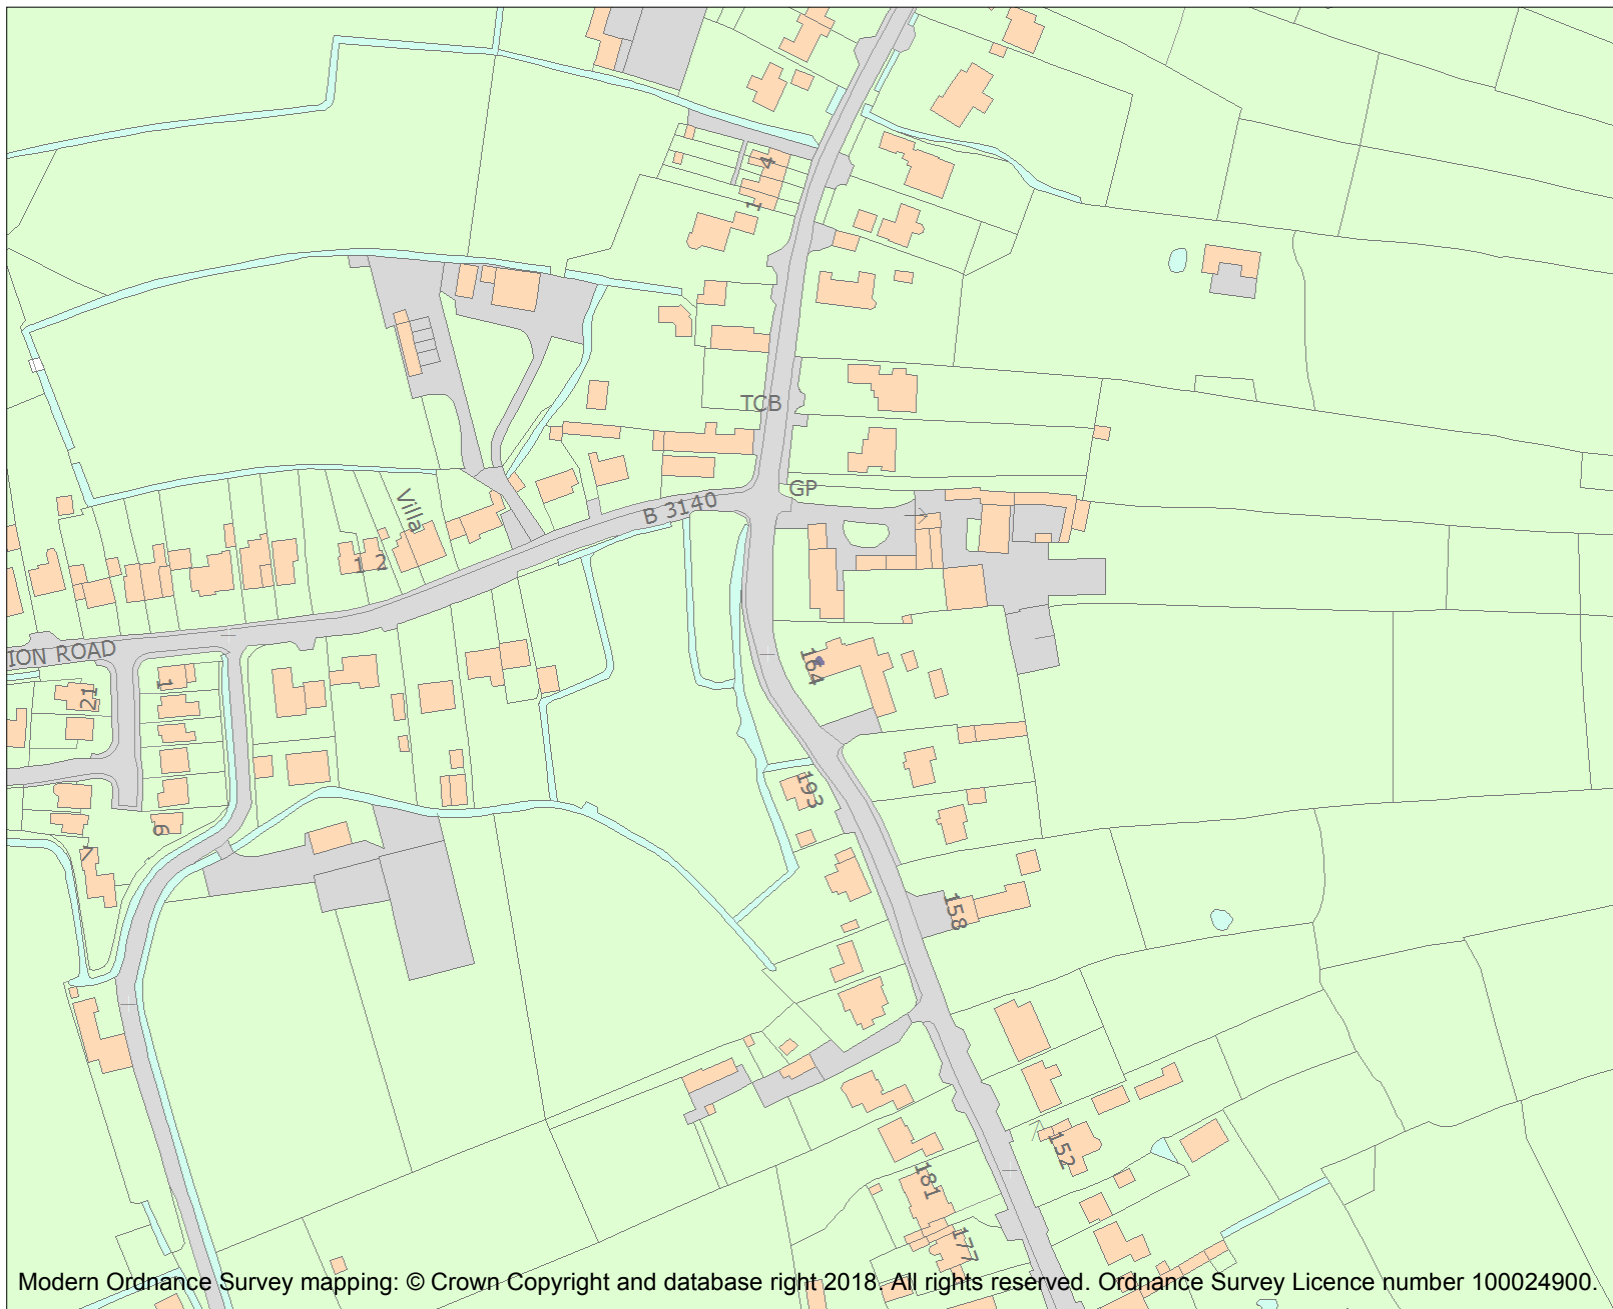 4
1
TCB
GP
Villa
B 3140
1 2
ION ROAD
164
1
21
193
6
7
158
152
181
177
Modern Ordnance Survey mapping: © Crown Copyright and database right 2018. All rights reserved. Ordnance Survey Licence number 100024900.